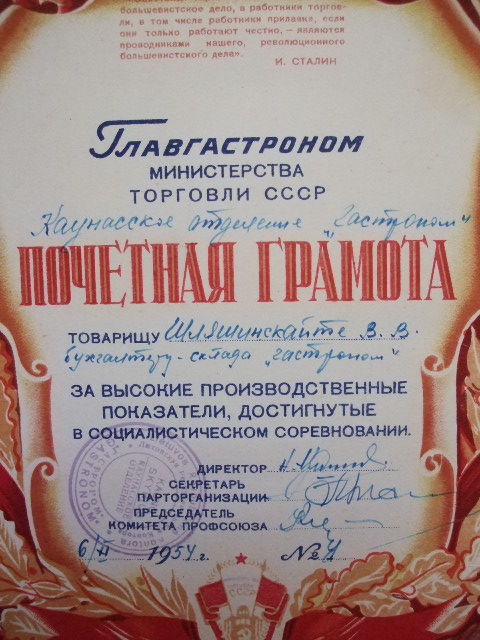 большевистское дело, а работники торгов-
ли, в том числе работники прилавка, если
они только работают честно, — являются
проводниками нашего, революционного
большевистского дела".
И. СТАЛИН
ГЛАВГАСТРОНОМ
МИНИСТЕРСТВА
ТОРГОВЛИ СССР
Каунасское отделение „Гастроном"
ПОЧЕТНАЯ ГРАМОТА
ТОВАРИЩУ Шляшинскайте В. В.
бухгалтеру-склада „гастроном"
ЗА ВЫСОКИЕ ПРОИЗВОДСТВЕННЫЕ
ПОКАЗАТЕЛИ, ДОСТИГНУТЫЕ
В СОЦИАЛИСТИЧЕСКОМ СОРЕВНОВАНИИ.
ДИРЕКТОР
СЕКРЕТАРЬ
ПАРТОРГАНИЗАЦИИ
ПРЕДСЕДАТЕЛЬ
КОМИТЕТА ПРОФСОЮЗА
6/XI 1954 г. №